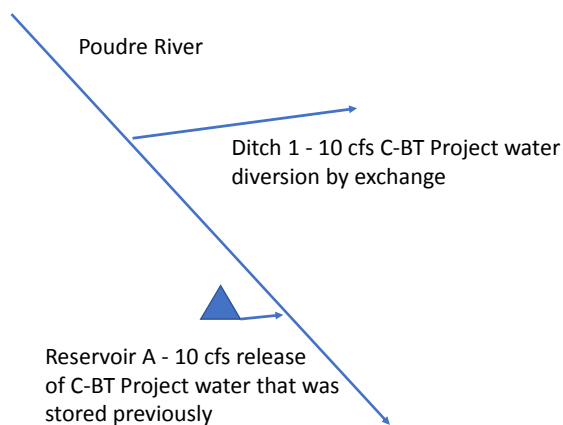 Poudre River
Ditch 1 - 10 cfs C-BT Project water
diversion by exchange
Reservoir A - 10 cfs release
of C-BT Project water that was
stored previously